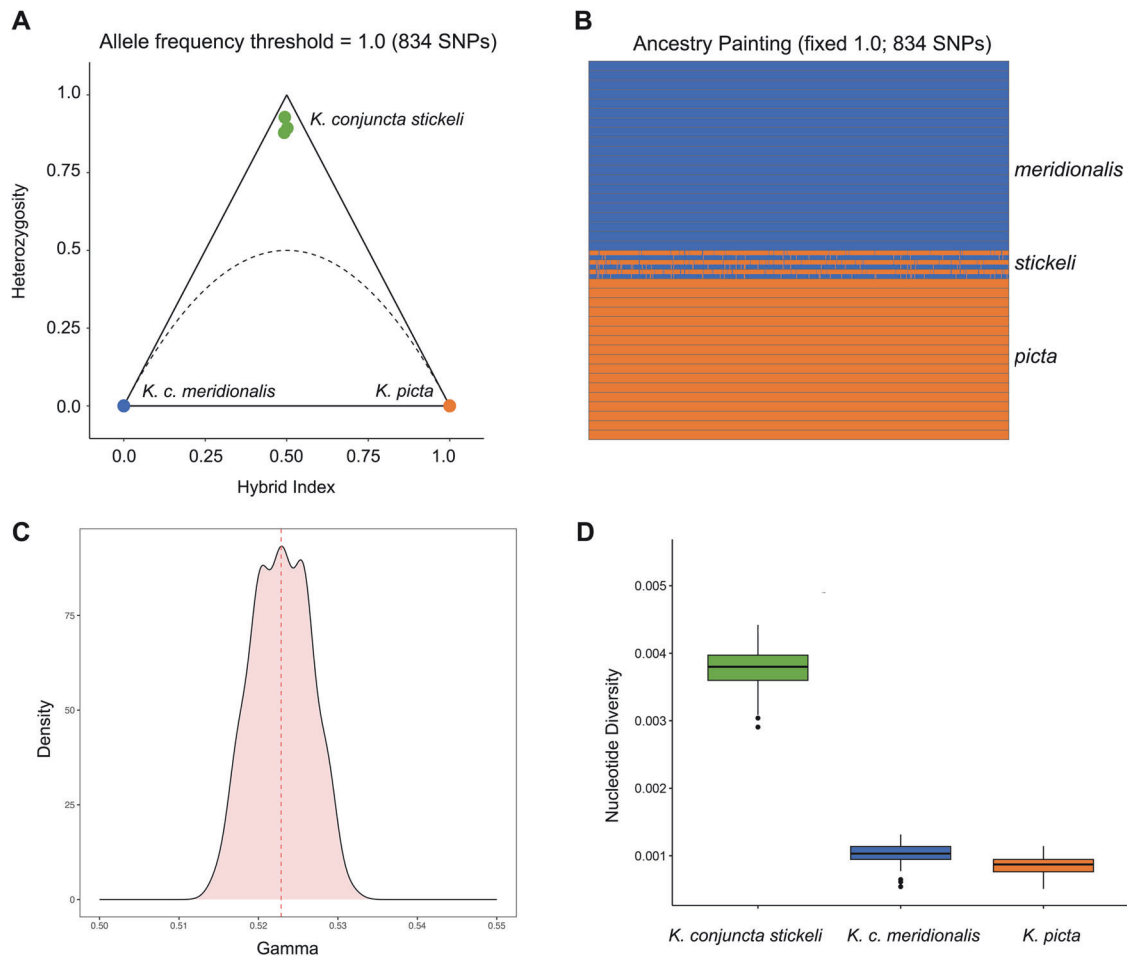 A
Allele frequency threshold = 1.0 (834 SNPs)
1.0
0.75
0.5
0.25
0.0
Heterozygosity
K. conjuncta stickeli
K. c. meridionalis
K. picta
0.0 0.25 0.50 0.75 1.0
Hybrid Index
B
Ancestry Painting (fixed 1.0; 834 SNPs)
meridionalis
stickeli
picta
C
75
50
25
0
Density
0.50 0.51 0.52 0.53 0.54 0.55
Gamma
D
0.005
0.004
0.003
0.002
0.001
Nucleotide Diversity
K. conjuncta stickeli K. c. meridionalis K. picta